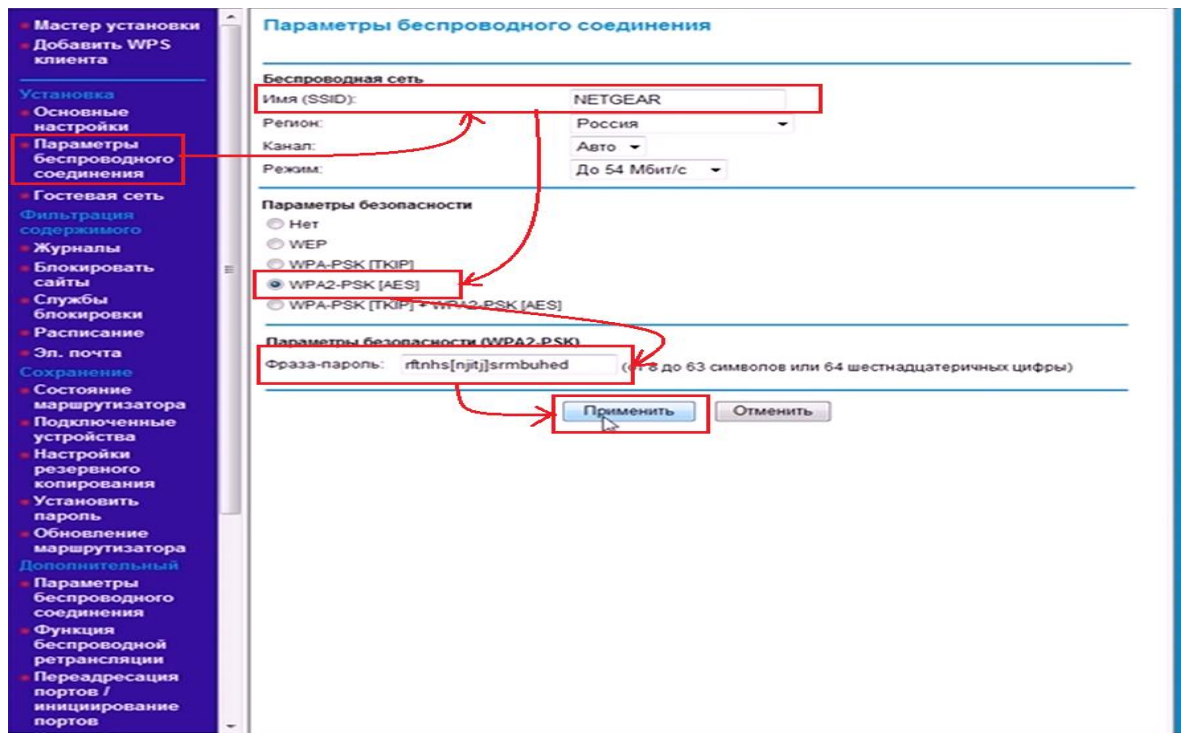 Мастер установки
Добавить WPS
клиента
Установка
Основные
настройки
Параметры
беспроводного
соединения
Гостевая сеть
Фильтрация
содержимого
Журналы
Блокировать
сайты
Службы
блокировки
Расписание
Эл. почта
Сохранение
Состояние
маршрутизатора
Подключенные
устройства
Настройки
резервного
копирования
Установить
пароль
Обновление
маршрутизатора
Дополнительный
Параметры
беспроводного
соединения
Функция
беспроводной
ретрансляции
Переадресация
портов /
инициирование
портов
Параметры беспроводного соединения
Беспроводная сеть
Имя (SSID): NETGEAR
Регион: Россия
Канал: Авто
Режим: До 54 Мбит/с
Параметры безопасности
Нет
WEP
WPA-PSK [TKIP]
WPA2-PSK [AES]
WPA-PSK [TKIP] + WPA2-PSK [AES]
Параметры безопасности (WPA2-PSK)
Фраза-пароль: rftnhs[njitj]srmbuhed (от 8 до 63 символов или 64 шестнадцатеричных цифры)
Применить Отменить